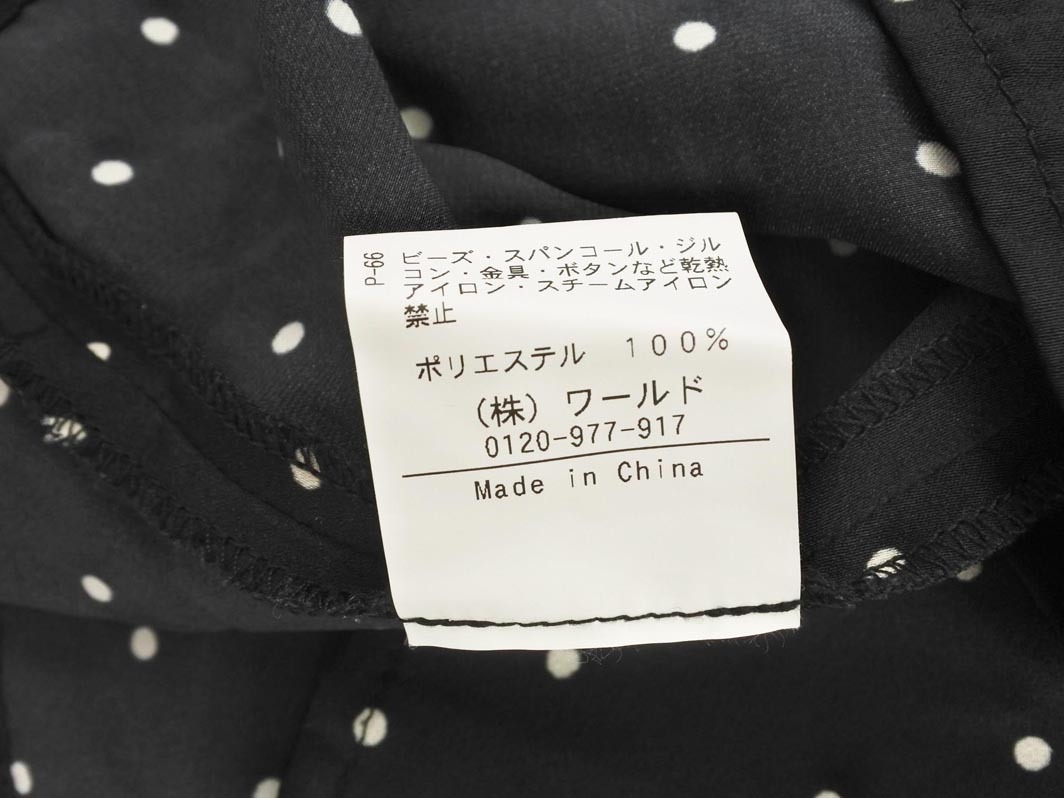 P-66
ビーズ・スパンコール・ジル
コン・金具・ボタンなど乾熱
アイロン・スチームアイロン
禁止
ポリエステル 100%
(株) ワールド
0120-977-917
Made in China